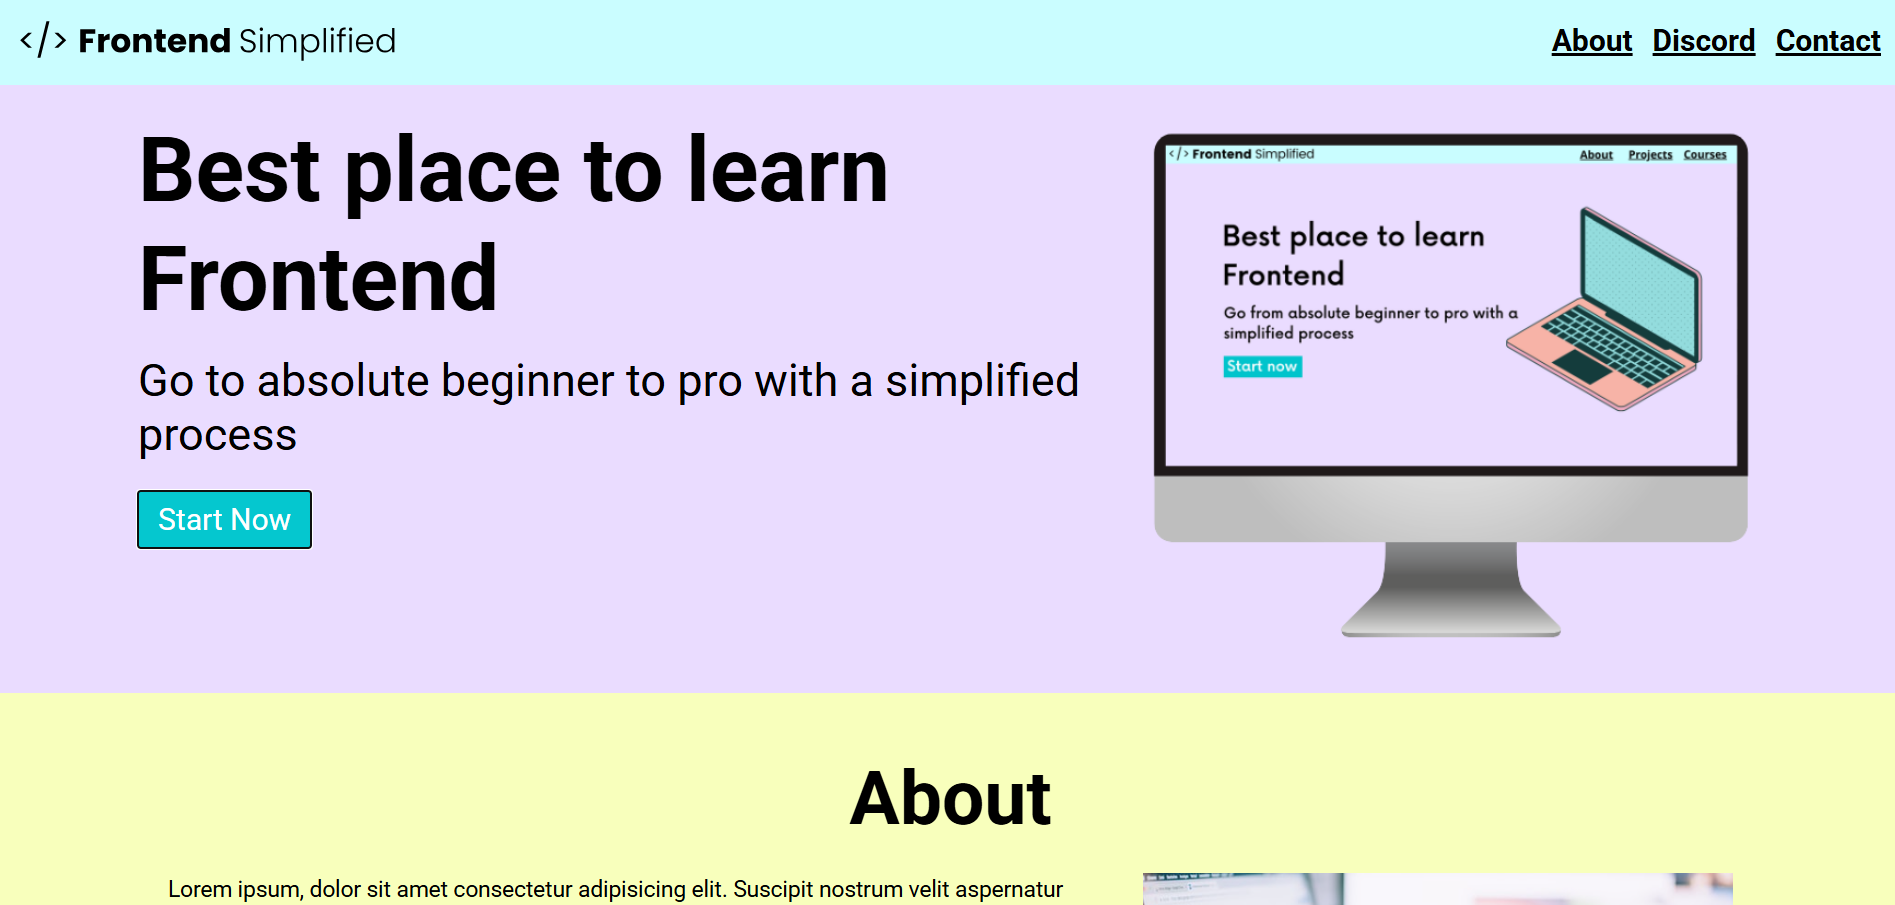 </> Frontend Simplified
About Discord Contact
Best place to learn
Frontend
Go to absolute beginner to pro with a simplified
process
Start Now
</> Frontend Simplified
About Projects Courses
Best place to learn
Frontend
Go from absolute beginner to pro with a
simplified process
Start now
About
Lorem ipsum, dolor sit amet consectetur adipisicing elit. Suscipit nostrum velit aspernatur